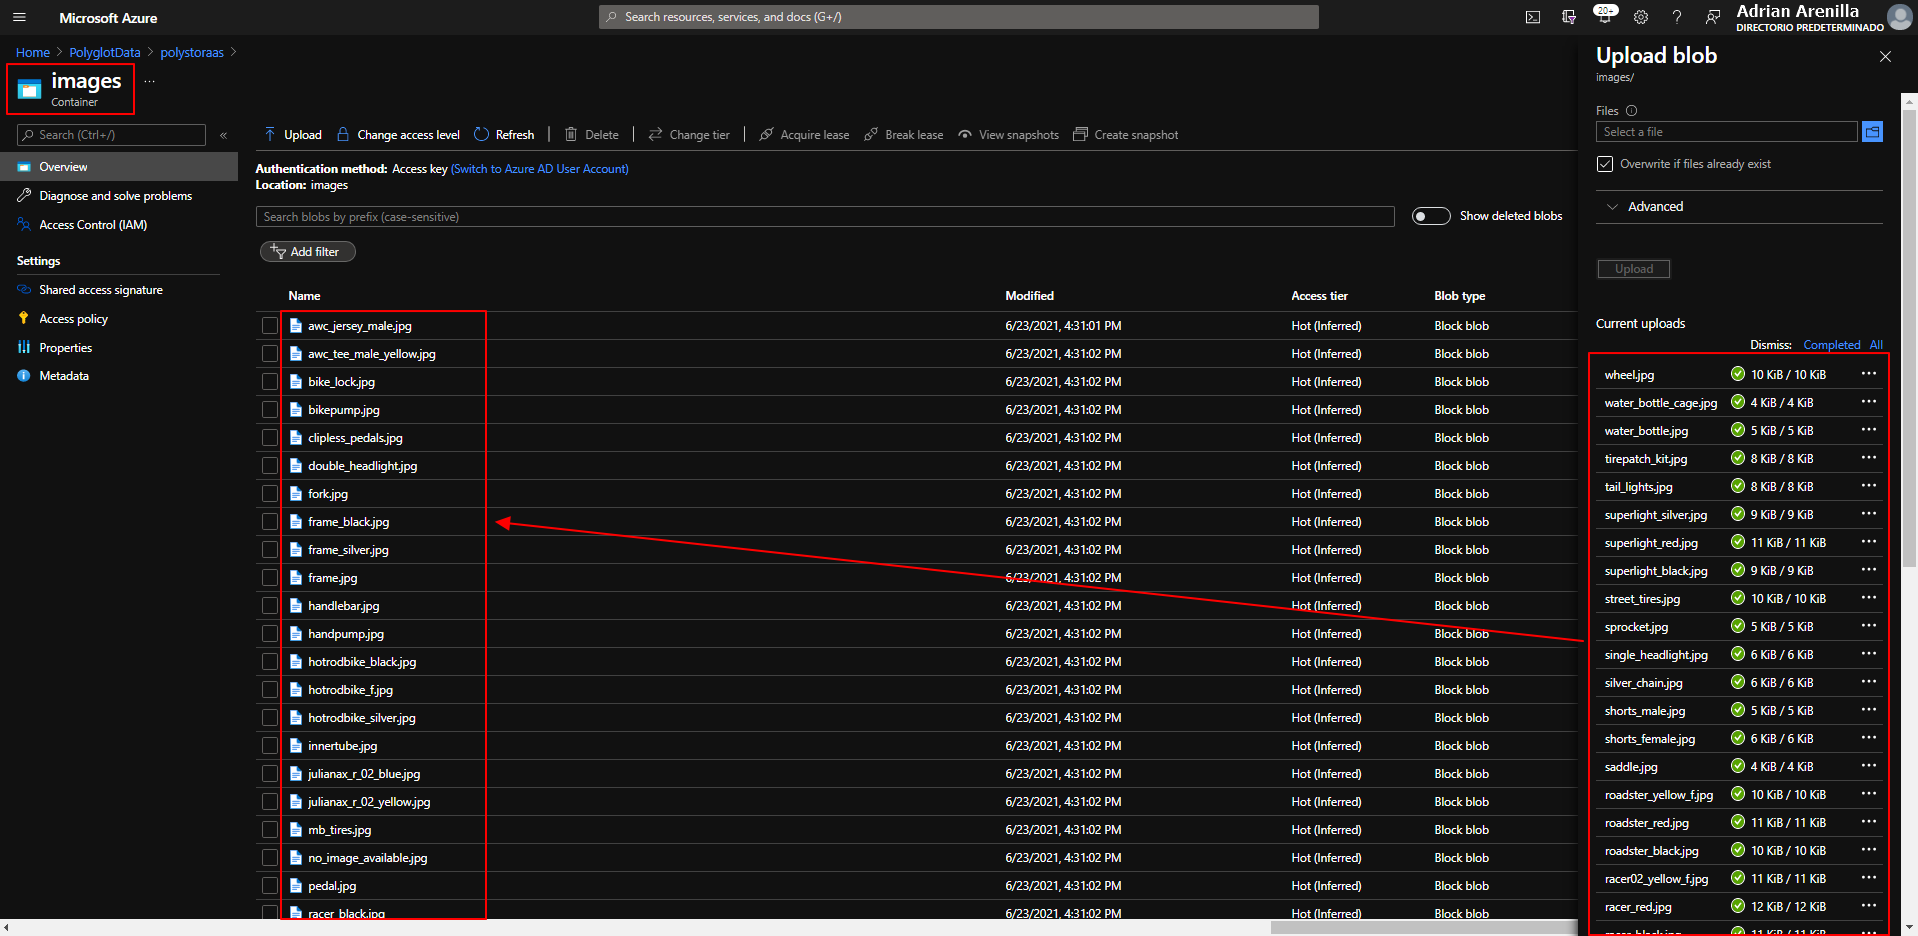 Microsoft Azure
Search resources, services, and docs (G+/)
20+
Adrian Arenilla
DIRECTORIO PREDETERMINADO
Home > PolyglotData > polystoraas >
images ...
Container
Search (Ctrl+/)
«
Overview
Diagnose and solve problems
Access Control (IAM)
Settings
Shared access signature
Access policy
Properties
Metadata
Upload
Change access level
Refresh
Delete
Change tier
Acquire lease
Break lease
View snapshots
Create snapshot
Authentication method: Access key (Switch to Azure AD User Account)
Location: images
Search blobs by prefix (case-sensitive)
Show deleted blobs
Add filter
Name Modified Access tier Blob type
awc_jersey_male.jpg 6/23/2021, 4:31:01 PM Hot (Inferred) Block blob
awc_tee_male_yellow.jpg 6/23/2021, 4:31:02 PM Hot (Inferred) Block blob
bike_lock.jpg 6/23/2021, 4:31:02 PM Hot (Inferred) Block blob
bikepump.jpg 6/23/2021, 4:31:02 PM Hot (Inferred) Block blob
clipless_pedals.jpg 6/23/2021, 4:31:02 PM Hot (Inferred) Block blob
double_headlight.jpg 6/23/2021, 4:31:02 PM Hot (Inferred) Block blob
fork.jpg 6/23/2021, 4:31:02 PM Hot (Inferred) Block blob
frame_black.jpg 6/23/2021, 4:31:02 PM Hot (Inferred) Block blob
frame_silver.jpg 6/23/2021, 4:31:02 PM Hot (Inferred) Block blob
frame.jpg 6/23/2021, 4:31:02 PM Hot (Inferred) Block blob
handlebar.jpg 6/23/2021, 4:31:02 PM Hot (Inferred) Block blob
handpump.jpg 6/23/2021, 4:31:02 PM Hot (Inferred) Block blob
hotrodbike_black.jpg 6/23/2021, 4:31:02 PM Hot (Inferred) Block blob
hotrodbike_f.jpg 6/23/2021, 4:31:02 PM Hot (Inferred) Block blob
hotrodbike_silver.jpg 6/23/2021, 4:31:02 PM Hot (Inferred) Block blob
innertube.jpg 6/23/2021, 4:31:02 PM Hot (Inferred) Block blob
julianax_r_02_blue.jpg 6/23/2021, 4:31:02 PM Hot (Inferred) Block blob
julianax_r_02_yellow.jpg 6/23/2021, 4:31:02 PM Hot (Inferred) Block blob
mb_tires.jpg 6/23/2021, 4:31:02 PM Hot (Inferred) Block blob
no_image_available.jpg 6/23/2021, 4:31:02 PM Hot (Inferred) Block blob
pedal.jpg 6/23/2021, 4:31:02 PM Hot (Inferred) Block blob
racer_black.jpg 6/23/2021, 4:31:02 PM Hot (Inferred) Block blob
Upload blob
images/
Files
Select a file
Overwrite if files already exist
Advanced
Upload
Current uploads
Dismiss: Completed All
wheel.jpg 10 KiB / 10 KiB ...
water_bottle_cage.jpg 4 KiB / 4 KiB ...
water_bottle.jpg 5 KiB / 5 KiB ...
tirepatch_kit.jpg 8 KiB / 8 KiB ...
tail_lights.jpg 8 KiB / 8 KiB ...
superlight_silver.jpg 9 KiB / 9 KiB ...
superlight_red.jpg 11 KiB / 11 KiB ...
superlight_black.jpg 9 KiB / 9 KiB ...
street_tires.jpg 10 KiB / 10 KiB ...
sprocket.jpg 5 KiB / 5 KiB ...
single_headlight.jpg 6 KiB / 6 KiB ...
silver_chain.jpg 6 KiB / 6 KiB ...
shorts_male.jpg 5 KiB / 5 KiB ...
shorts_female.jpg 6 KiB / 6 KiB ...
saddle.jpg 4 KiB / 4 KiB ...
roadster_yellow_f.jpg 10 KiB / 10 KiB ...
roadster_red.jpg 11 KiB / 11 KiB ...
roadster_black.jpg 10 KiB / 10 KiB ...
racer02_yellow_f.jpg 11 KiB / 11 KiB ...
racer_red.jpg 12 KiB / 12 KiB ...
racer_black.jpg 11 KiB / 11 KiB ...